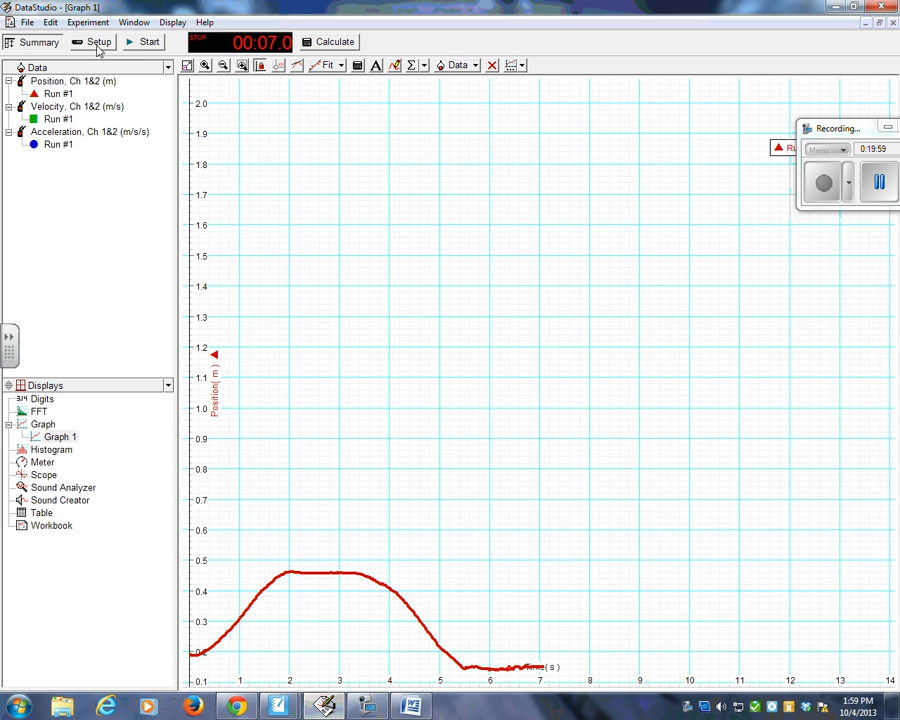 DataStudio - [Graph 1]
File Edit Experiment Window Display Help
Summary Setup Start STOP 00:07.0 Calculate
Fit A Σ Data
Data
Position, Ch 1&2 (m)
Run #1
Velocity, Ch 1&2 (m/s)
Run #1
Acceleration, Ch 1&2 (m/s/s)
Run #1
Displays
3.14 Digits
FFT
Graph
Graph 1
Histogram
Meter
Scope
Sound Analyzer
Sound Creator
Table
Workbook
2.0
1.9
1.8
1.7
1.6
1.5
1.4
1.3
1.2
1.1
1.0
0.9
0.8
0.7
0.6
0.5
0.4
0.3
0.2
0.1
Position( m )
1 2 3 4 5 6 7 8 9 10 11 12 13 14
Ru
Recording...
Menu 0:19:59
1:59 PM
10/4/2013